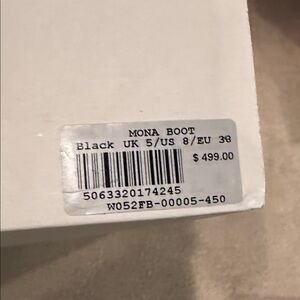 MONA BOOT
Black UK 5/US 8/EU 38
$ 499.00
5063320174245
W052FB-00005-450